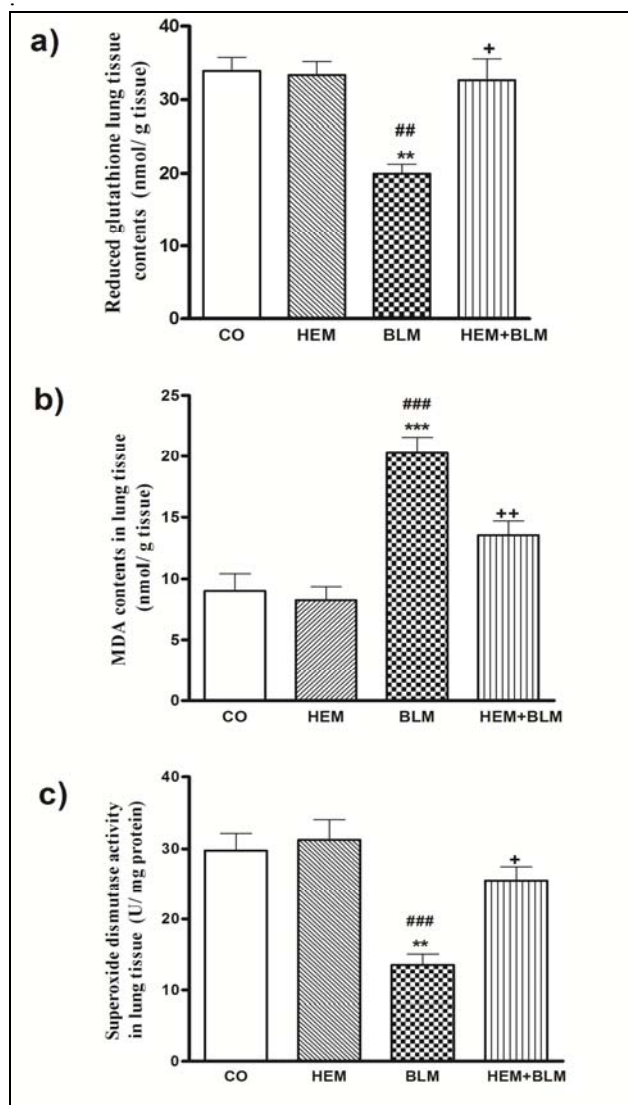 a)
Reduced glutathione lung tissue
contents (nmol/ g tissue)
40
30
20
10
0
##
**
+
CO HEM BLM HEM+BLM
b)
MDA contents in lung tissue
(nmol/ g tissue)
25
20
15
10
5
0
###
***
++
CO HEM BLM HEM+BLM
c)
Superoxide dismutase activity
in lung tissue (U/ mg protein)
40
30
20
10
0
###
**
+
CO HEM BLM HEM+BLM